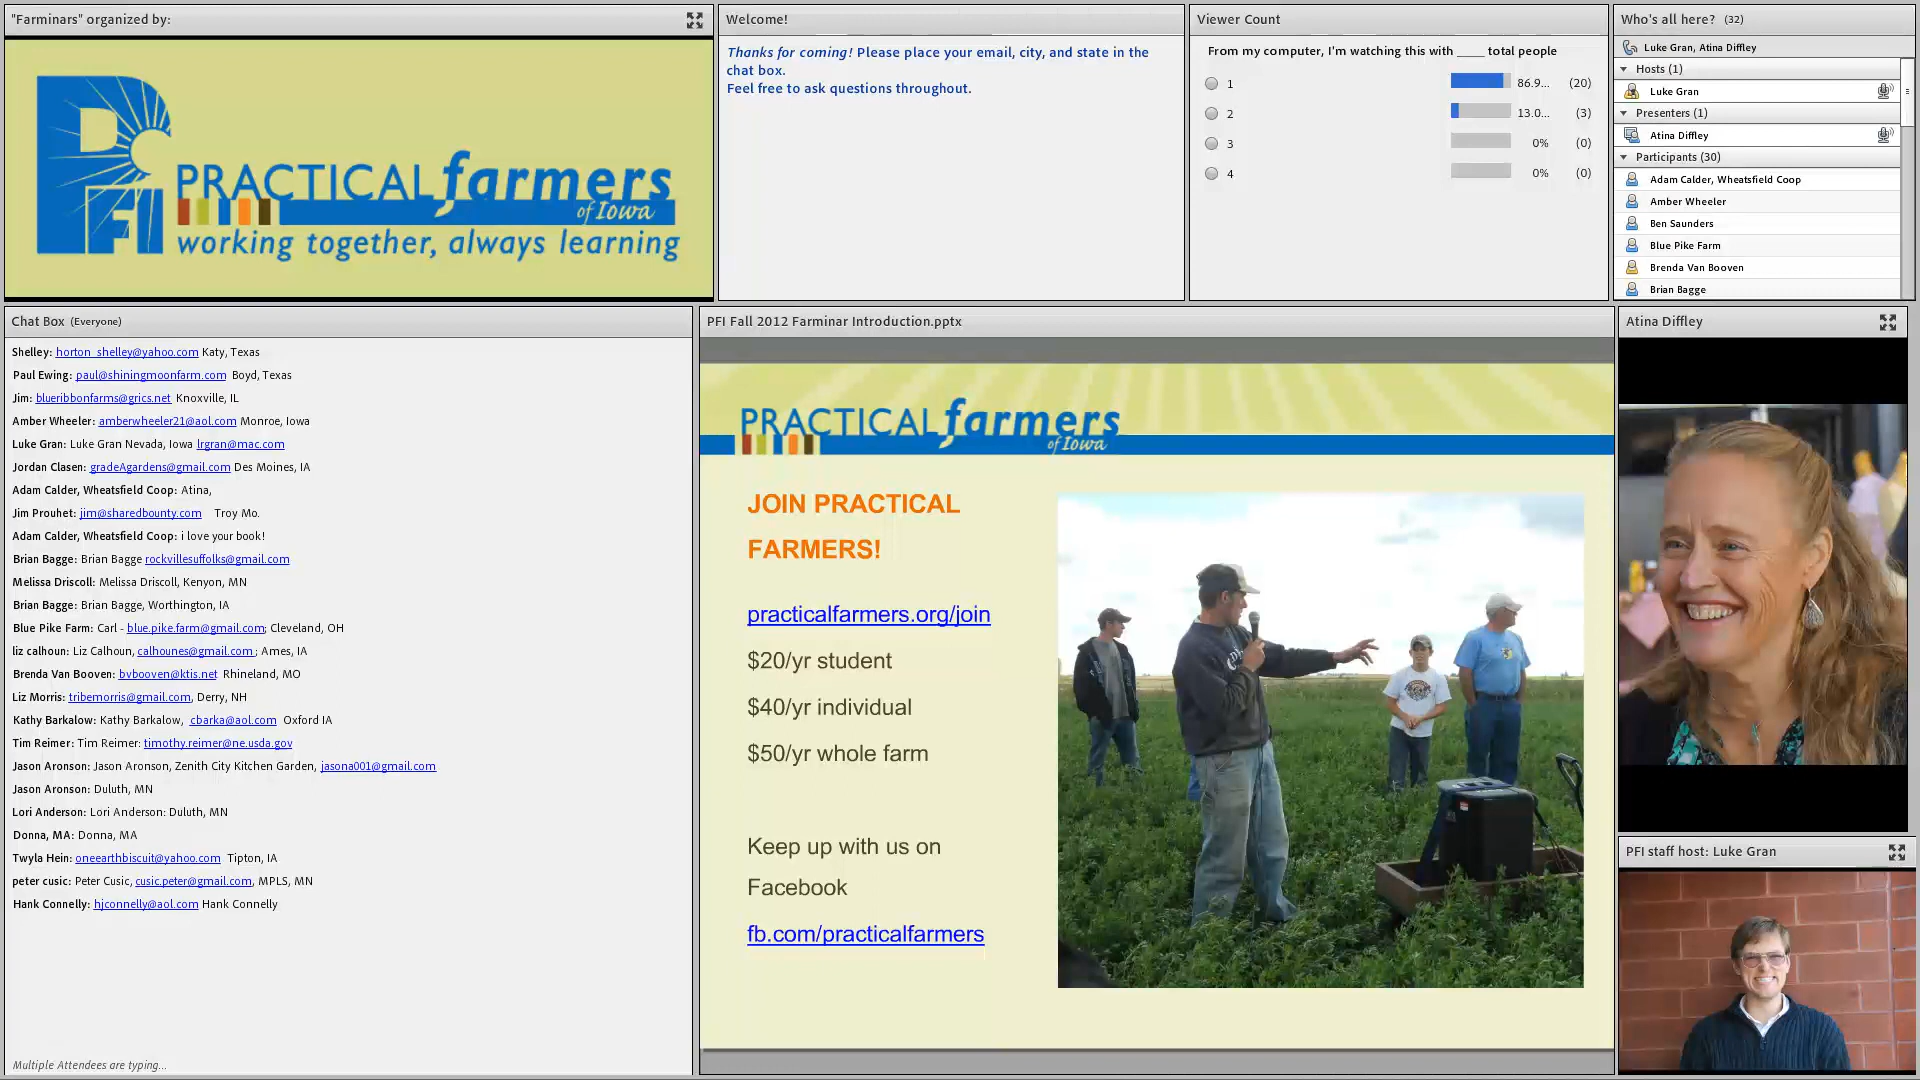 "Farminars" organized by:
PFI
PRACTICAL farmers
of Iowa
working together, always learning
Welcome!
Thanks for coming! Please place your email, city, and state in the
chat box.
Feel free to ask questions throughout.
Viewer Count
From my computer, I'm watching this with ____ total people
1 86.9... (20)
2 13.0... (3)
3 0% (0)
4 0% (0)
Who's all here? (32)
Luke Gran, Atina Diffley
Hosts (1)
Luke Gran
Presenters (1)
Atina Diffley
Participants (30)
Adam Calder, Wheatsfield Coop
Amber Wheeler
Ben Saunders
Blue Pike Farm
Brenda Van Booven
Brian Bagge
Chat Box (Everyone)
Shelley: horton_shelley@yahoo.com Katy, Texas
Paul Ewing: paul@shiningmoonfarm.com Boyd, Texas
Jim: blueribbonfarms@grics.net Knoxville, IL
Amber Wheeler: amberwheeler21@aol.com Monroe, Iowa
Luke Gran: Luke Gran Nevada, Iowa lrgran@mac.com
Jordan Clasen: gradeAgardens@gmail.com Des Moines, IA
Adam Calder, Wheatsfield Coop: Atina,
Jim Prouhet: jim@sharedbounty.com Troy Mo.
Adam Calder, Wheatsfield Coop: i love your book!
Brian Bagge: Brian Bagge rockvillesuffolks@gmail.com
Melissa Driscoll: Melissa Driscoll, Kenyon, MN
Brian Bagge: Brian Bagge, Worthington, IA
Blue Pike Farm: Carl - blue.pike.farm@gmail.com; Cleveland, OH
liz calhoun: Liz Calhoun, calhounes@gmail.com ; Ames, IA
Brenda Van Booven: bvbooven@ktis.net Rhineland, MO
Liz Morris: tribemorris@gmail.com, Derry, NH
Kathy Barkalow: Kathy Barkalow, cbarka@aol.com Oxford IA
Tim Reimer: Tim Reimer: timothy.reimer@ne.usda.gov
Jason Aronson: Jason Aronson, Zenith City Kitchen Garden, jasona001@gmail.com
Jason Aronson: Duluth, MN
Lori Anderson: Lori Anderson: Duluth, MN
Donna, MA: Donna, MA
Twyla Hein: oneearthbiscuit@yahoo.com Tipton, IA
peter cusic: Peter Cusic, cusic.peter@gmail.com, MPLS, MN
Hank Connelly: hjconnelly@aol.com Hank Connelly
Multiple Attendees are typing...
PFI Fall 2012 Farminar Introduction.pptx
PRACTICAL farmers
of Iowa
JOIN PRACTICAL
FARMERS!
practicalfarmers.org/join
$20/yr student
$40/yr individual
$50/yr whole farm
Keep up with us on
Facebook
fb.com/practicalfarmers
Atina Diffley
PFI staff host: Luke Gran